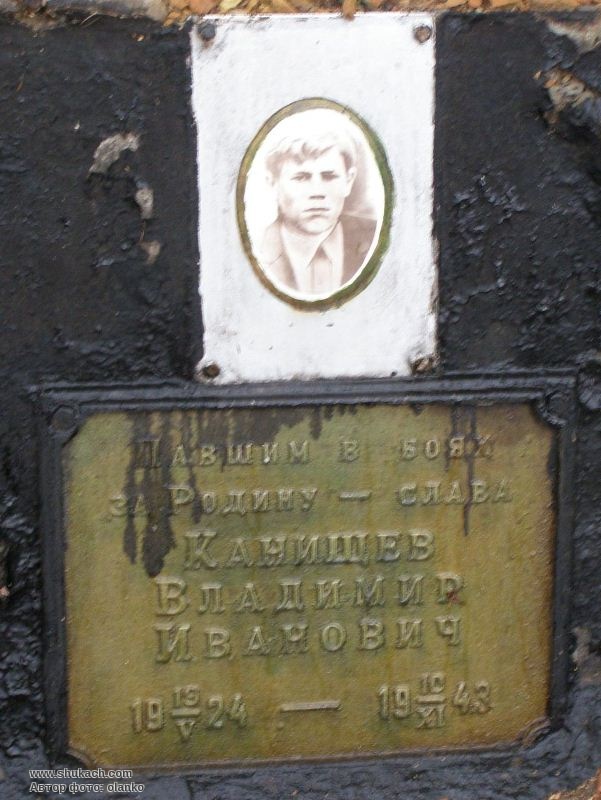 Павшим в боях
за Родину — слава
Канищев
Владимир
Иванович
19 19/V 24 — 19 10/XI 43
www.shukach.com
Автор фото: olanko